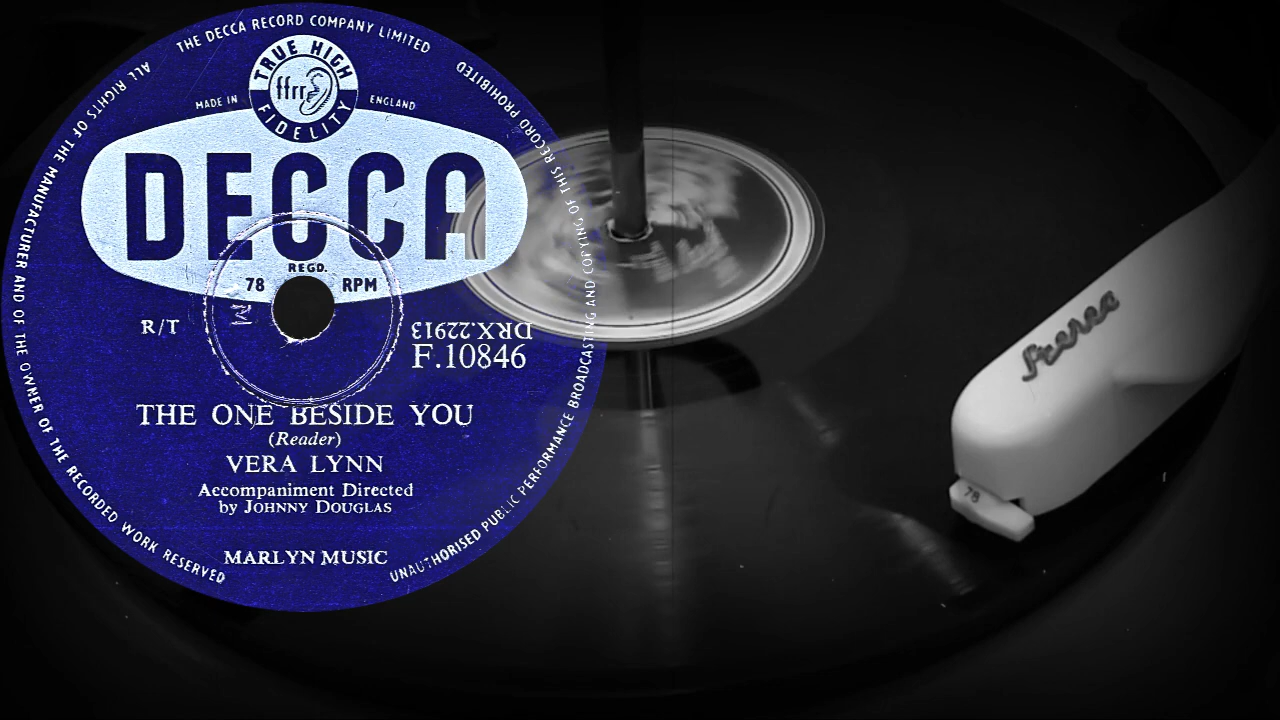 THE DECCA RECORD COMPANY LIMITED
ALL RIGHTS OF THE MANUFACTURER AND OF THE OWNER OF THE RECORDED WORK RESERVED
UNAUTHORISED PUBLIC PERFORMANCE BROADCASTING AND COPYING OF THIS RECORD PROHIBITED
TRUE HIGH
ffrr
FIDELITY
MADE IN ENGLAND
DECCA
REGD.
78 RPM
R/T
DRX.22913
F.10846
THE ONE BESIDE YOU
(Reader)
VERA LYNN
Accompaniment Directed
by JOHNNY DOUGLAS
MARLYN MUSIC
Stereo
78